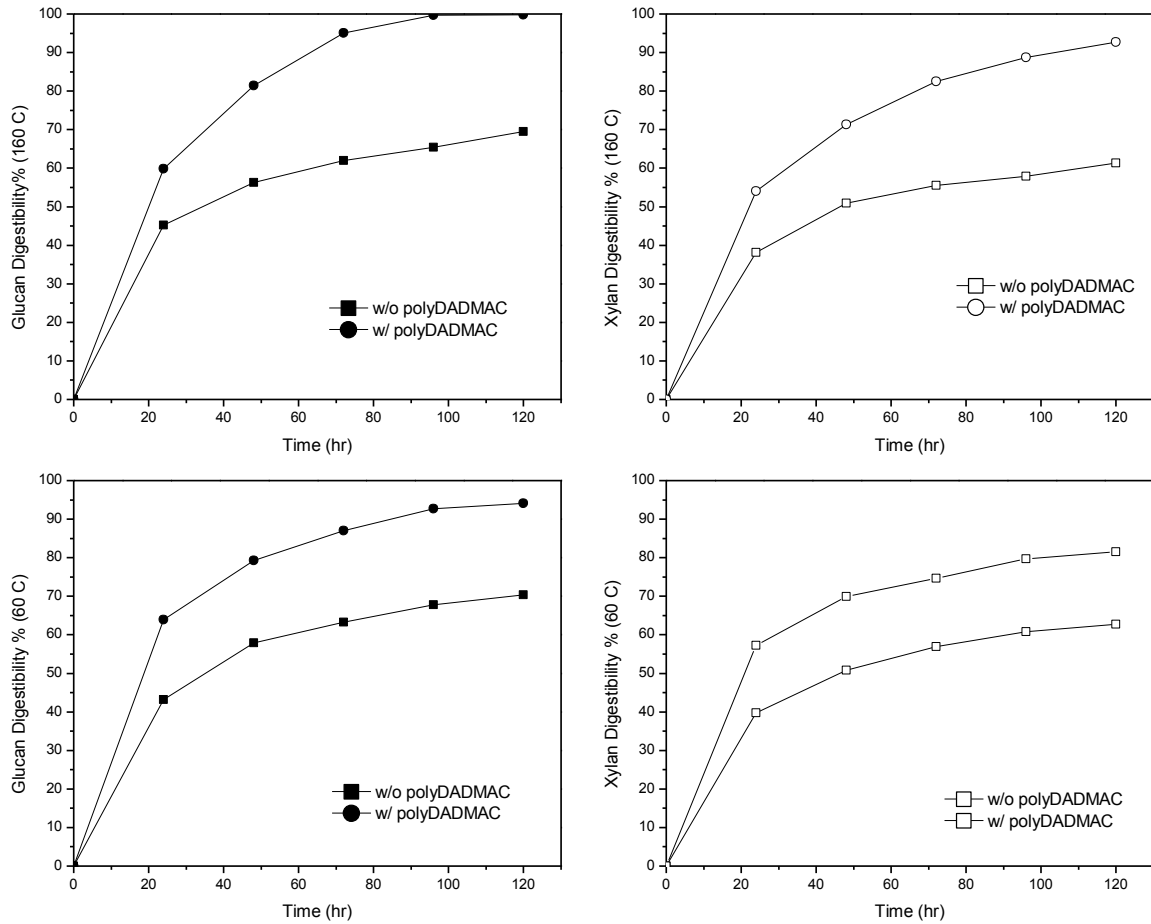 Glucan Digestibility% (160 C)
100
90
80
70
60
50
40
30
20
10
0
w/o polyDADMAC
w/ polyDADMAC
0 20 40 60 80 100 120
Time (hr)
Xylan Digestibility % (160 C)
100
90
80
70
60
50
40
30
20
10
0
w/o polyDADMAC
w/ polyDADMAC
0 20 40 60 80 100 120
Time (hr)
Glucan Digestibility % (60 C)
100
90
80
70
60
50
40
30
20
10
0
w/o polyDADMAC
w/ polyDADMAC
0 20 40 60 80 100 120
Time (hr)
Xylan Digestibility % (60 C)
100
90
80
70
60
50
40
30
20
10
0
w/o polyDADMAC
w/ polyDADMAC
0 20 40 60 80 100 120
Time (hr)